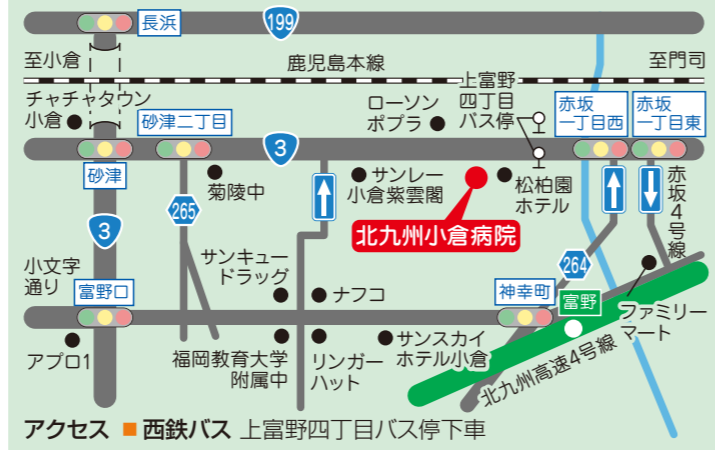 長浜
199
至小倉
鹿児島本線
至門司
チャチャタウン
小倉
砂津二丁目
ローソン
ポプラ
上富野
四丁目
バス停
赤坂
一丁目西
赤坂
一丁目東
3
砂津
菊陵中
サンレー
小倉紫雲閣
松柏園
ホテル
赤坂4号線
265
3
北九州小倉病院
小文字
通り
富野口
サンキュー
ドラッグ
ナフコ
264
神幸町
富野
ファミリー
マート
アプロ1
福岡教育大学
附属中
リンガー
ハット
サンスカイ
ホテル小倉
北九州高速4号線
アクセス ■西鉄バス 上富野四丁目バス停下車